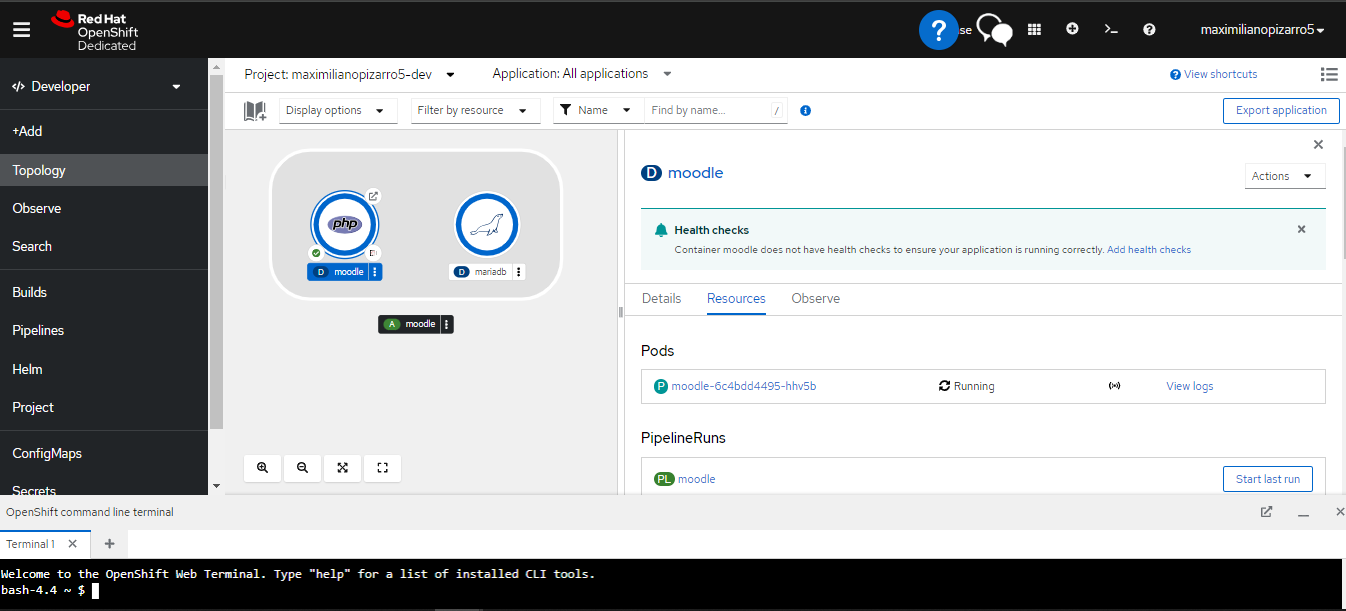 Red Hat
OpenShift
Dedicated
?
se
maximilianopizarro5
Developer
+Add
Topology
Observe
Search
Builds
Pipelines
Helm
Project
ConfigMaps
Secrets
Project: maximilianopizarro5-dev
Application: All applications
View shortcuts
Display options
Filter by resource
Name
Find by name...
/
Export application
php
D moodle
D mariadb
A moodle
D moodle
Actions
Health checks
Container moodle does not have health checks to ensure your application is running correctly. Add health checks
Details
Resources
Observe
Pods
P moodle-6c4bdd4495-hhv5b
Running
View logs
PipelineRuns
PL moodle
Start last run
OpenShift command line terminal
Terminal 1
Welcome to the OpenShift Web Terminal. Type "help" for a list of installed CLI tools.
bash-4.4 ~ $